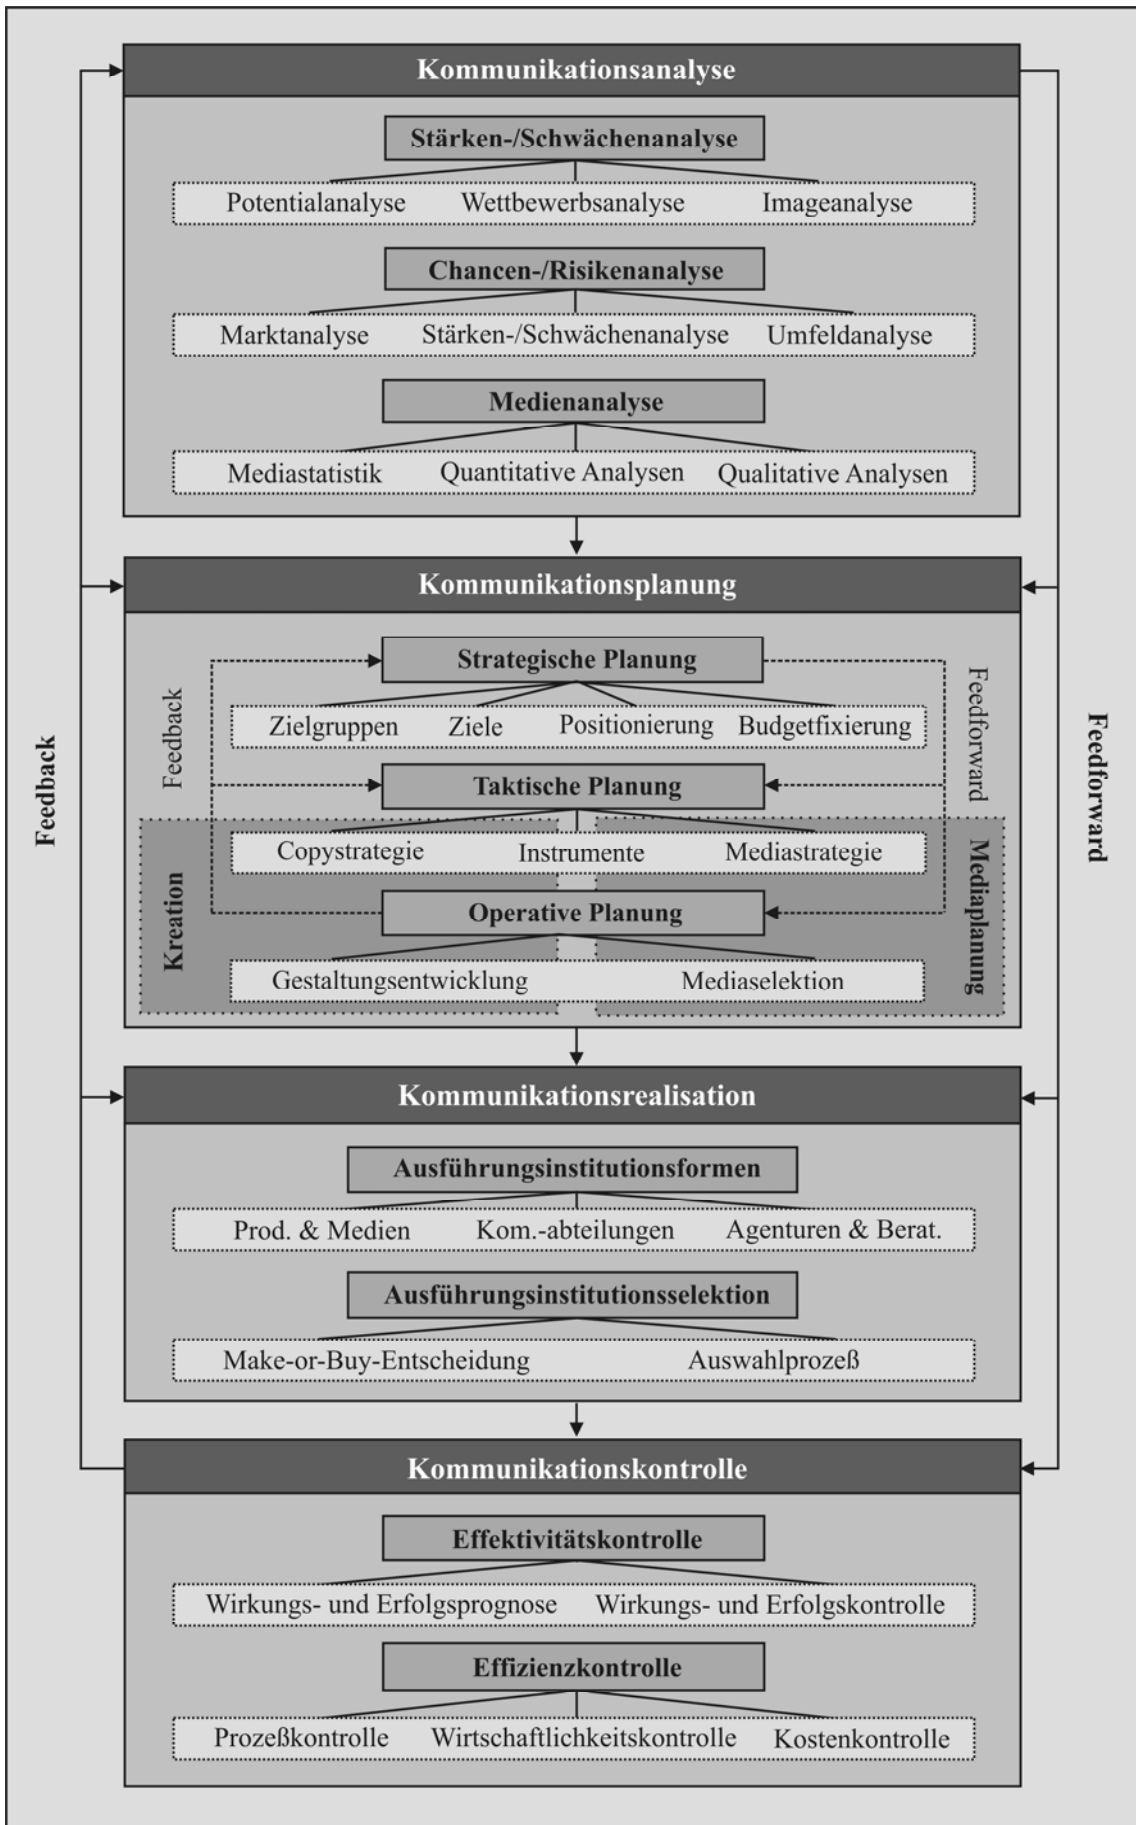 Kommunikationsanalyse
Stärken-/Schwächenanalyse
Potentialanalyse Wettbewerbsanalyse Imageanalyse
Chancen-/Risikenanalyse
Marktanalyse Stärken-/Schwächenanalyse Umfeldanalyse
Medienanalyse
Mediastatistik Quantitative Analysen Qualitative Analysen
Kommunikationsplanung
Strategische Planung
Zielgruppen Ziele Positionierung Budgetfixierung
Feedback
Feedforward
Taktische Planung
Copystrategie Instrumente Mediastrategie
Operative Planung
Gestaltungsentwicklung Mediaselektion
Kreation
Mediaplanung
Feedback
Feedforward
Kommunikationsrealisation
Ausführungsinstitutionsformen
Prod. & Medien Kom.-abteilungen Agenturen & Berat.
Ausführungsinstitutionsselektion
Make-or-Buy-Entscheidung Auswahlprozeß
Kommunikationskontrolle
Effektivitätskontrolle
Wirkungs- und Erfolgsprognose Wirkungs- und Erfolgskontrolle
Effizienzkontrolle
Prozeßkontrolle Wirtschaftlichkeitskontrolle Kostenkontrolle